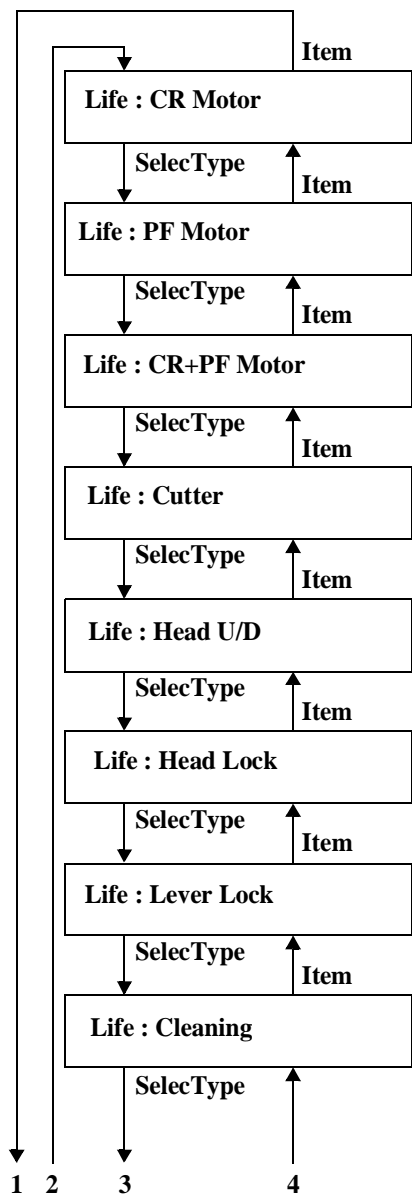 Item
Life : CR Motor
SelecType
Item
Life : PF Motor
SelecType
Item
Life : CR+PF Motor
SelecType
Item
Life : Cutter
SelecType
Item
Life : Head U/D
SelecType
Item
Life : Head Lock
SelecType
Item
Life : Lever Lock
SelecType
Item
Life : Cleaning
SelecType
1 2 3 4